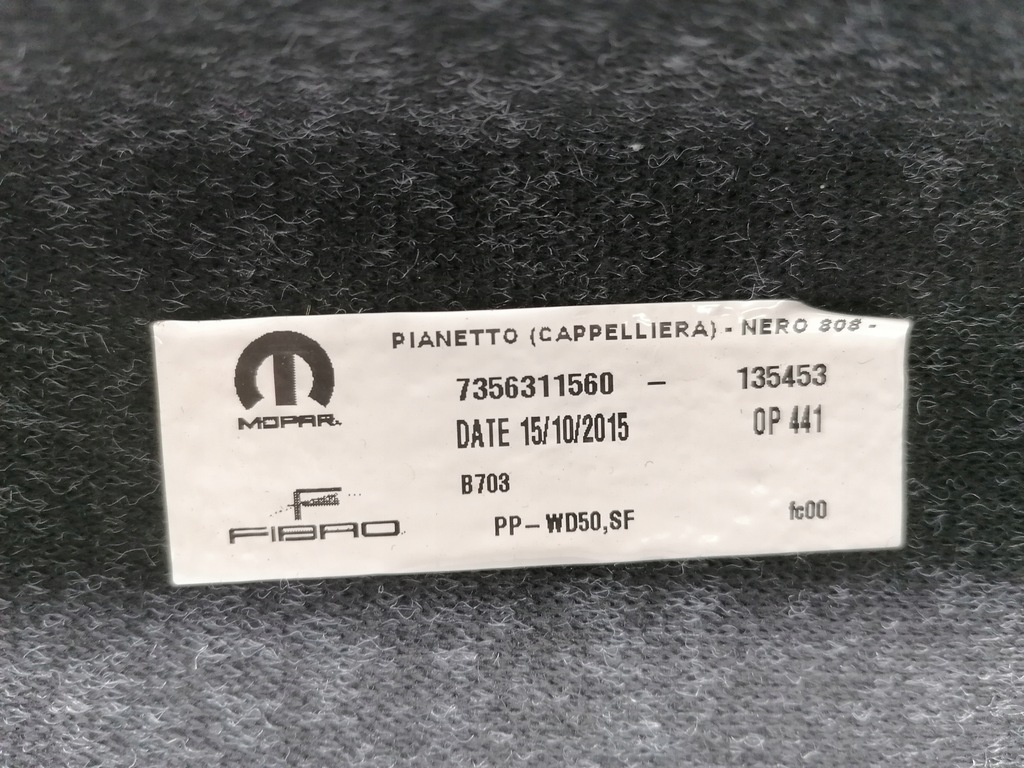 PIANETTO (CAPPELLIERA) - NERO 808 -
MOPAR
7356311560 - 135453
DATE 15/10/2015 OP 441
B703
FIBRO
PP-WD50,SF fc00